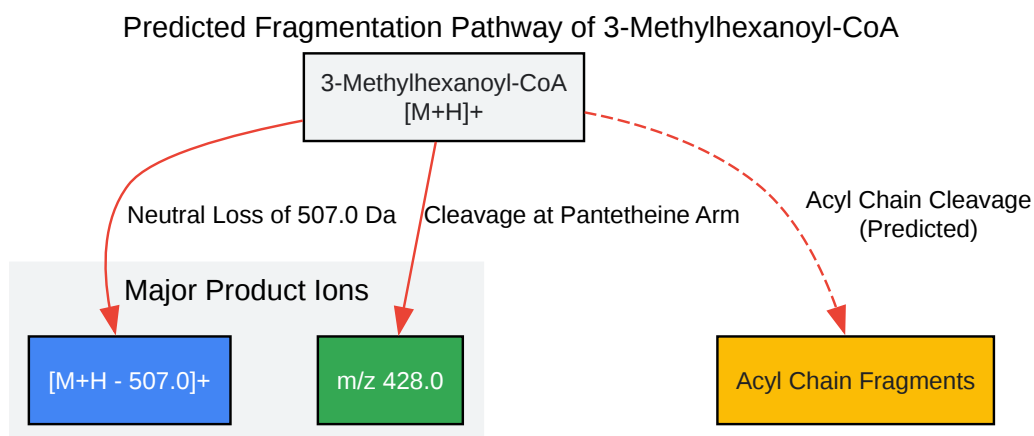 Predicted Fragmentation Pathway of 3-Methylhexanoyl-CoA
3-Methylhexanoyl-CoA
[M+H]+
Neutral Loss of 507.0 Da
Cleavage at Pantetheine Arm
Acyl Chain Cleavage
(Predicted)
Major Product Ions
[M+H - 507.0]+
m/z 428.0
Acyl Chain Fragments